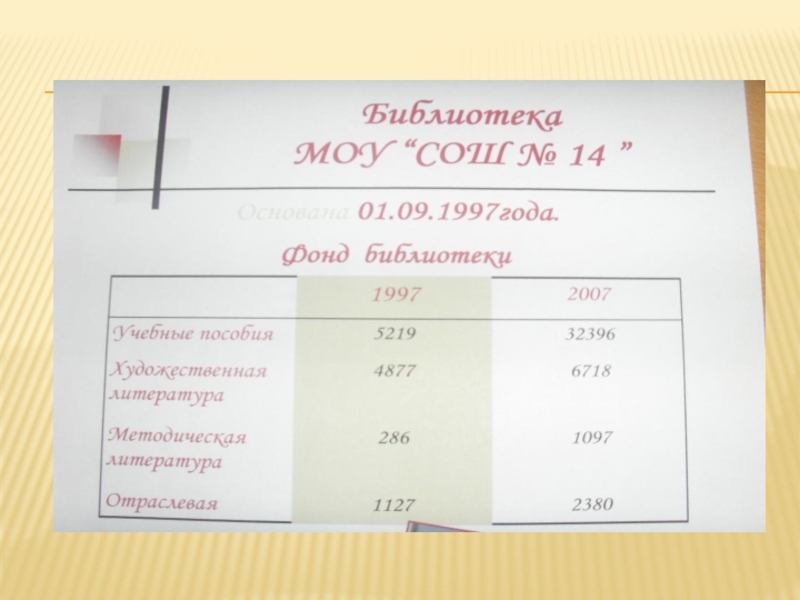 Библиотека
МОУ “СОШ № 14 ”
Основана 01.09.1997года.
Фонд библиотеки
1997 2007
Учебные пособия 5219 32396
Художественная литература 4877 6718
Методическая литература 286 1097
Отраслевая 1127 2380